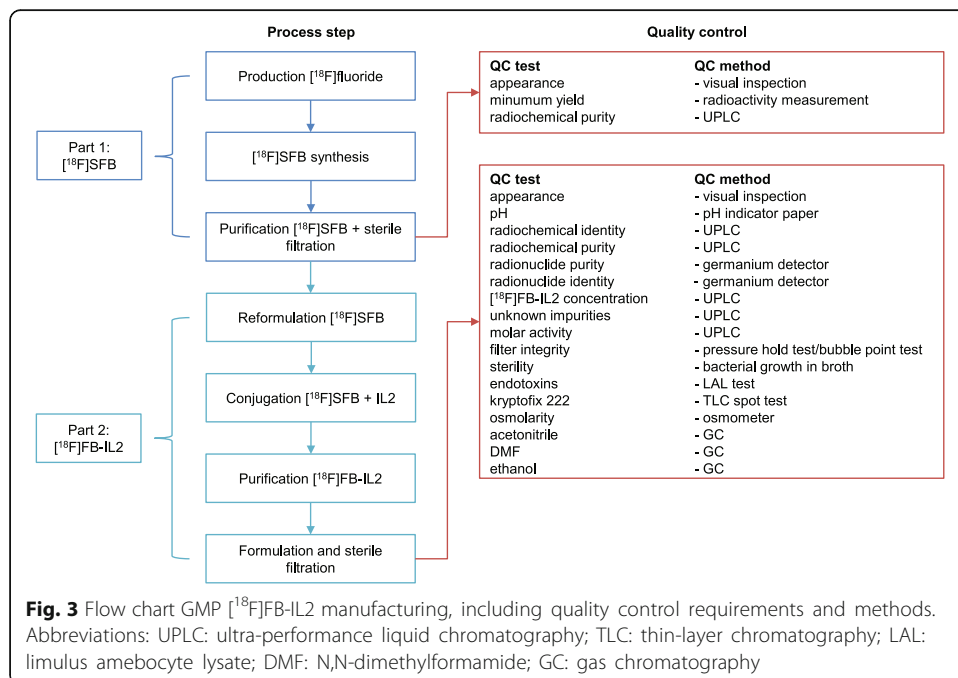 Process step
Quality control
Production [¹⁸F]fluoride
[¹⁸F]SFB synthesis
Purification [¹⁸F]SFB + sterile
filtration
Part 1:
[¹⁸F]SFB
Reformulation [¹⁸F]SFB
Conjugation [¹⁸F]SFB + IL2
Purification [¹⁸F]FB-IL2
Formulation and sterile
filtration
Part 2:
[¹⁸F]FB-IL2
QC test QC method
appearance - visual inspection
minumum yield - radioactivity measurement
radiochemical purity - UPLC
QC test QC method
appearance - visual inspection
pH - pH indicator paper
radiochemical identity - UPLC
radiochemical purity - UPLC
radionuclide purity - germanium detector
radionuclide identity - germanium detector
[¹⁸F]FB-IL2 concentration - UPLC
unknown impurities - UPLC
molar activity - UPLC
filter integrity - pressure hold test/bubble point test
sterility - bacterial growth in broth
endotoxins - LAL test
kryptofix 222 - TLC spot test
osmolarity - osmometer
acetonitrile - GC
DMF - GC
ethanol - GC
Fig. 3 Flow chart GMP [¹⁸F]FB-IL2 manufacturing, including quality control requirements and methods.
Abbreviations: UPLC: ultra-performance liquid chromatography; TLC: thin-layer chromatography; LAL:
limulus amebocyte lysate; DMF: N,N-dimethylformamide; GC: gas chromatography